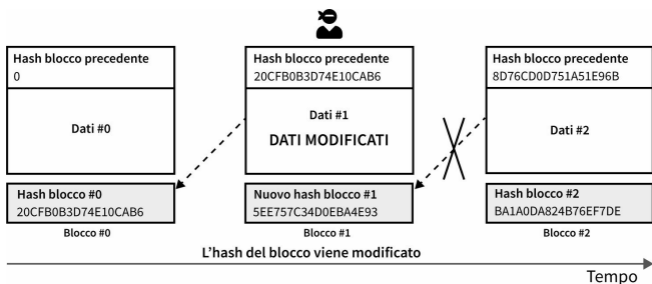 Hash blocco precedente
0
Dati #0
Hash blocco #0
20CFB0B3D74E10CAB6
Blocco #0
Hash blocco precedente
20CFB0B3D74E10CAB6
Dati #1
DATI MODIFICATI
Nuovo hash blocco #1
5EE757C34D0EBA4E93
Blocco #1
Hash blocco precedente
8D76CD0D751A51E96B
Dati #2
Hash blocco #2
BA1A0DA824B76EF7DE
Blocco #2
L'hash del blocco viene modificato
Tempo